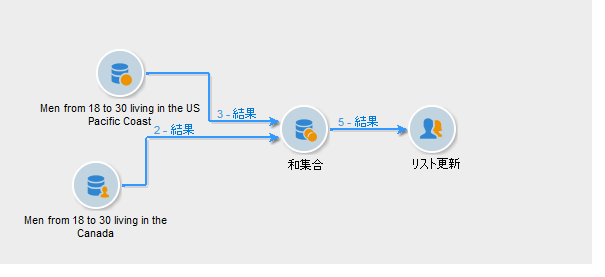 Men from 18 to 30 living in the US
Pacific Coast
3 - 結果
2 - 結果
5 - 結果
和集合
リスト更新
Men from 18 to 30 living in the
Canada